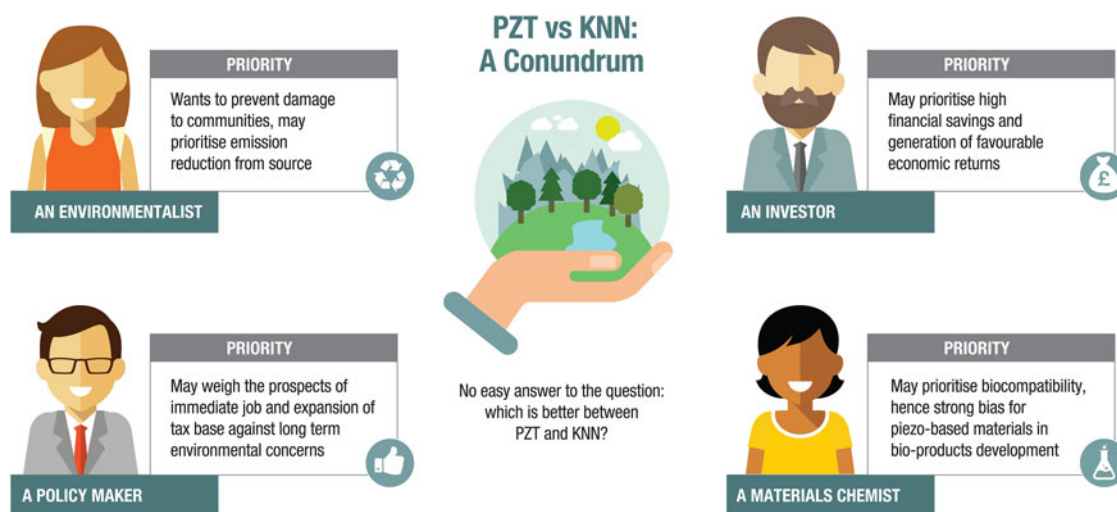 PZT vs KNN:
A Conundrum
PRIORITY
Wants to prevent damage
to communities, may
prioritise emission
reduction from source
AN ENVIRONMENTALIST
PRIORITY
May prioritise high
financial savings and
generation of favourable
economic returns
£
AN INVESTOR
PRIORITY
May weigh the prospects of
immediate job and expansion of
tax base against long term
environmental concerns
A POLICY MAKER
No easy answer to the question:
which is better between
PZT and KNN?
PRIORITY
May prioritise biocompatibility,
hence strong bias for
piezo-based materials in
bio-products development
A MATERIALS CHEMIST